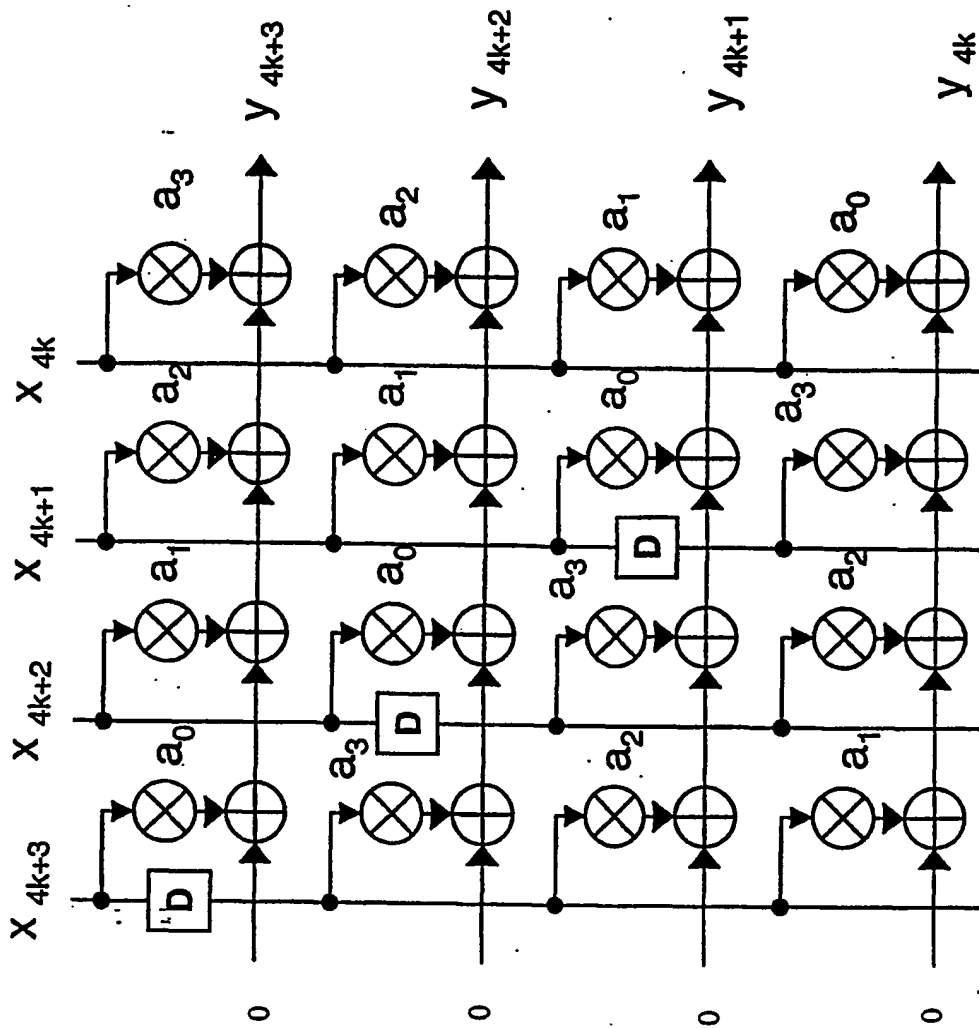 x 4k+3 x 4k+2 x 4k+1 x 4k
a0 a1 a2 a3
D
0 y 4k+3
a3 a0 a1 a2
D
0 y 4k+2
a2 a3 a0 a1
D
0 y 4k+1
a1 a2 a3 a0
0 y 4k